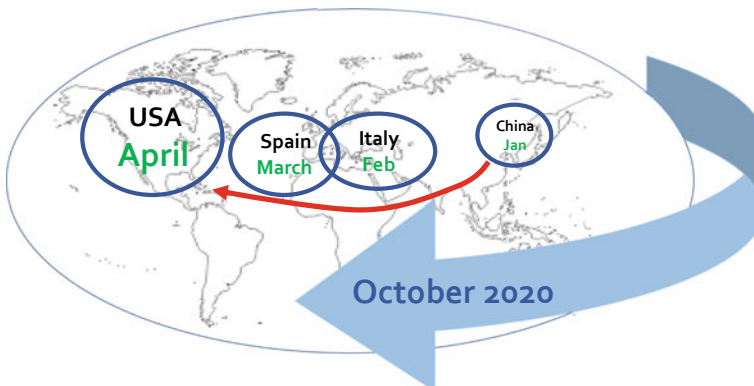 USA
April
Spain
March
Italy
Feb
China
Jan
October 2020